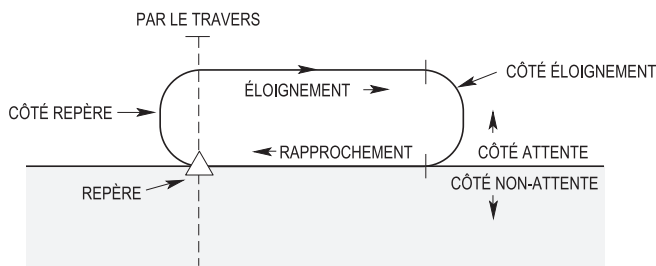 PAR LE TRAVERS
CÔTÉ ÉLOIGNEMENT
ÉLOIGNEMENT
CÔTÉ REPÈRE
RAPPROCHEMENT
CÔTÉ ATTENTE
REPÈRE
CÔTÉ NON-ATTENTE